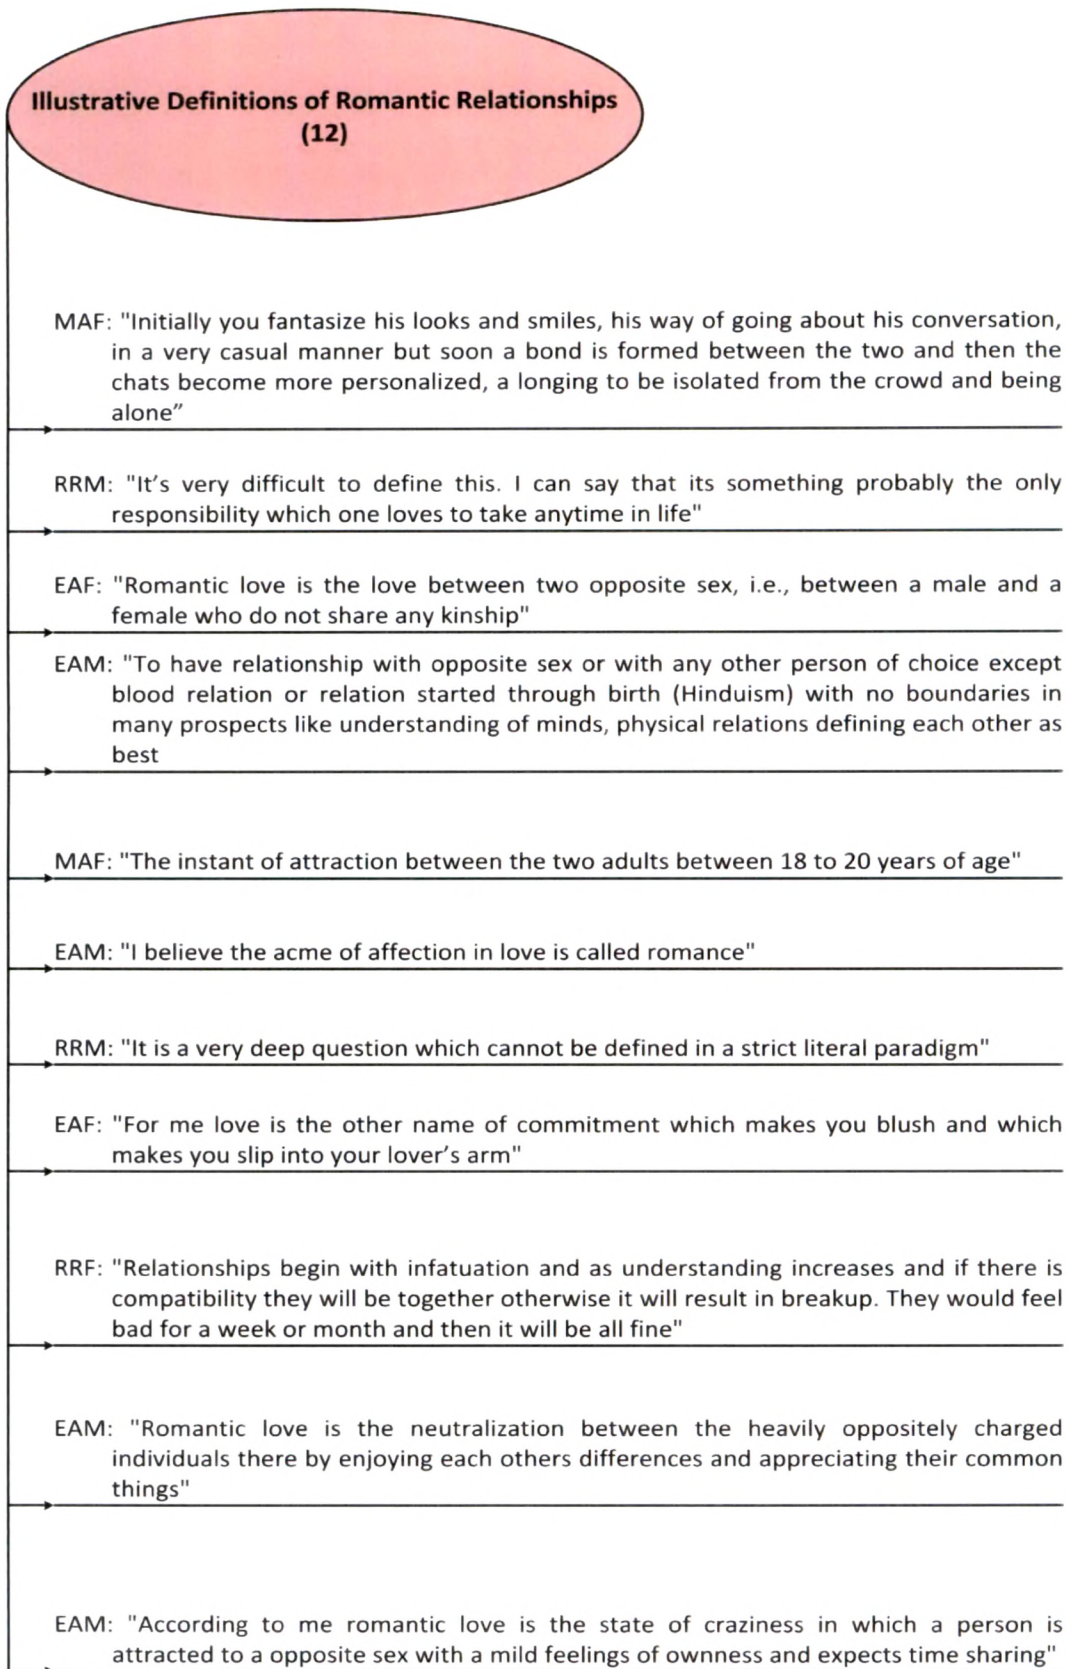 Illustrative Definitions of Romantic Relationships
(12)
MAF: "Initially you fantasize his looks and smiles, his way of going about his conversation,
in a very casual manner but soon a bond is formed between the two and then the
chats become more personalized, a longing to be isolated from the crowd and being
alone"
RRM: "It's very difficult to define this. I can say that its something probably the only
responsibility which one loves to take anytime in life"
EAF: "Romantic love is the love between two opposite sex, i.e., between a male and a
female who do not share any kinship"
EAM: "To have relationship with opposite sex or with any other person of choice except
blood relation or relation started through birth (Hinduism) with no boundaries in
many prospects like understanding of minds, physical relations defining each other as
best
MAF: "The instant of attraction between the two adults between 18 to 20 years of age"
EAM: "I believe the acme of affection in love is called romance"
RRM: "It is a very deep question which cannot be defined in a strict literal paradigm"
EAF: "For me love is the other name of commitment which makes you blush and which
makes you slip into your lover's arm"
RRF: "Relationships begin with infatuation and as understanding increases and if there is
compatibility they will be together otherwise it will result in breakup. They would feel
bad for a week or month and then it will be all fine"
EAM: "Romantic love is the neutralization between the heavily oppositely charged
individuals there by enjoying each others differences and appreciating their common
things"
EAM: "According to me romantic love is the state of craziness in which a person is
attracted to a opposite sex with a mild feelings of ownness and expects time sharing"